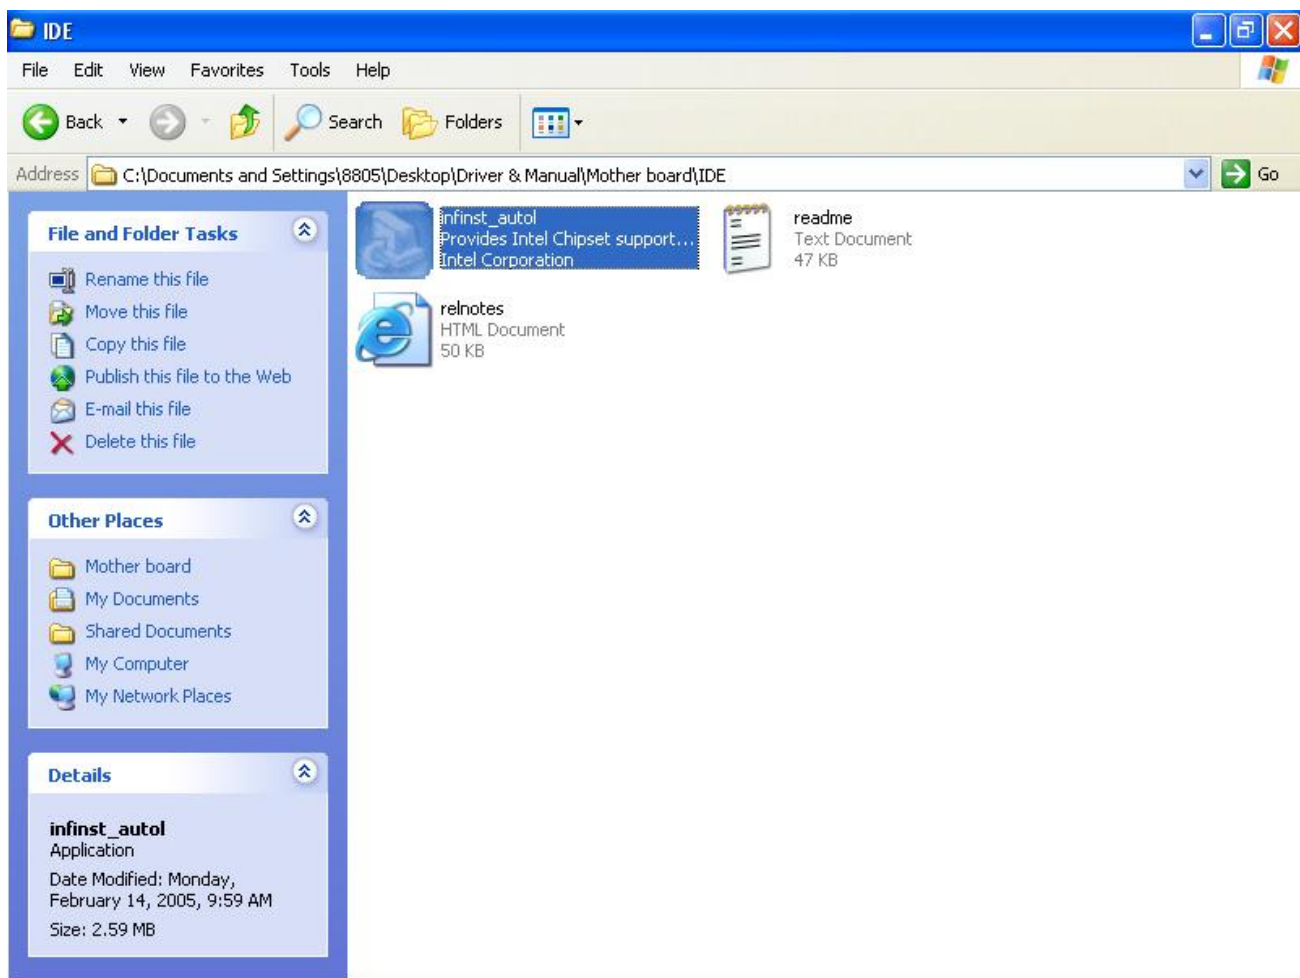 IDE
File Edit View Favorites Tools Help
Back Search Folders
Address C:\Documents and Settings\8805\Desktop\Driver & Manual\Mother board\IDE Go
File and Folder Tasks
Rename this file
Move this file
Copy this file
Publish this file to the Web
E-mail this file
Delete this file
Other Places
Mother board
My Documents
Shared Documents
My Computer
My Network Places
Details
infinst_autol
Application
Date Modified: Monday,
February 14, 2005, 9:59 AM
Size: 2.59 MB
infinst_autol
Provides Intel Chipset support...
Intel Corporation
readme
Text Document
47 KB
relnotes
HTML Document
50 KB